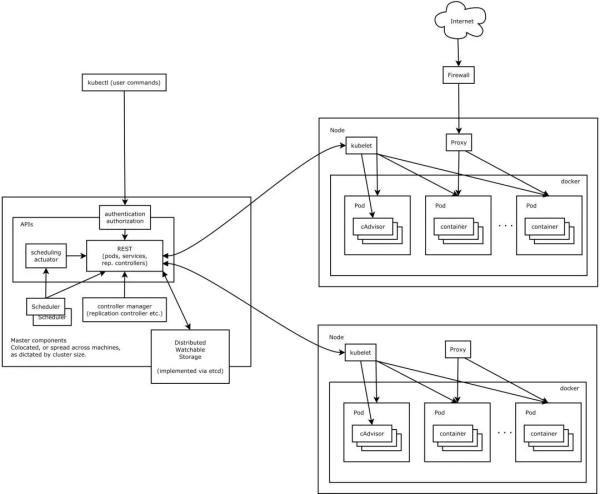 Internet
kubectl (user commands)
Firewall
Node
kubelet
Proxy
docker
Pod
cAdvisor
Pod
container
. . .
Pod
container
authentication
authorization
APIs
scheduling
actuator
REST
(pods, services,
rep. controllers)
Scheduler
Scheduler
controller manager
(replication controller etc.)
Master components
Colocated, or spread across machines,
as dictated by cluster size.
Distributed
Watchable
Storage
(implemented via etcd)
Node
kubelet
Proxy
docker
Pod
cAdvisor
Pod
container
. . .
Pod
container